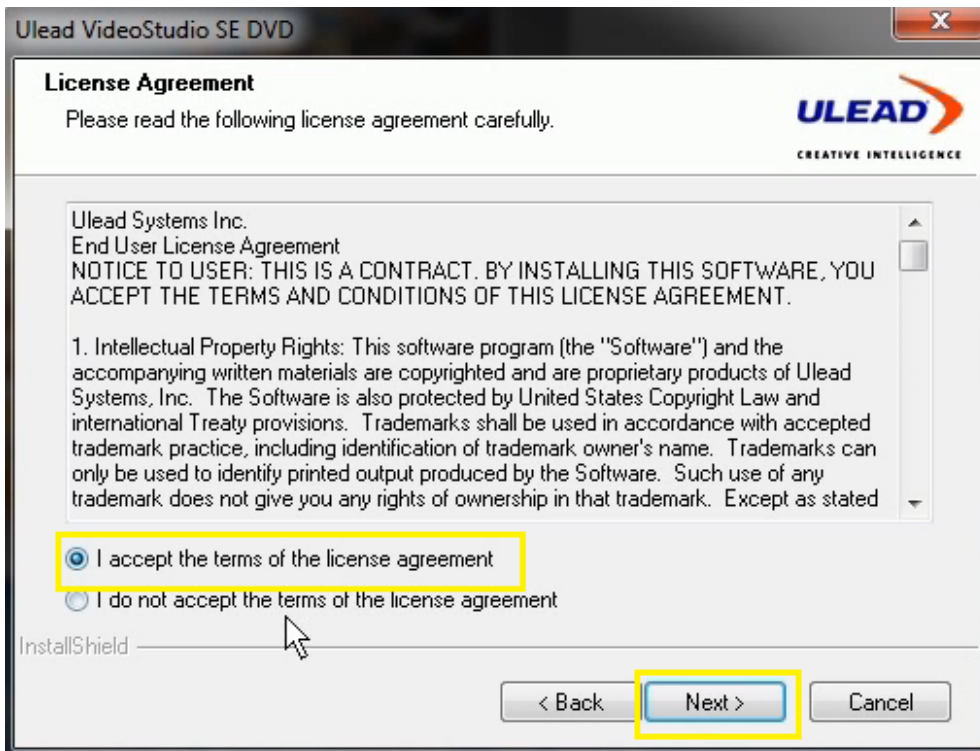 Ulead VideoStudio SE DVD
License Agreement
Please read the following license agreement carefully.
ULEAD
CREATIVE INTELLIGENCE
Ulead Systems Inc.
End User License Agreement
NOTICE TO USER: THIS IS A CONTRACT. BY INSTALLING THIS SOFTWARE, YOU
ACCEPT THE TERMS AND CONDITIONS OF THIS LICENSE AGREEMENT.
1. Intellectual Property Rights: This software program (the "Software") and the
accompanying written materials are copyrighted and are proprietary products of Ulead
Systems, Inc.  The Software is also protected by United States Copyright Law and
international Treaty provisions.  Trademarks shall be used in accordance with accepted
trademark practice, including identification of trademark owner's name.  Trademarks can
only be used to identify printed output produced by the Software.  Such use of any
trademark does not give you any rights of ownership in that trademark.  Except as stated
I accept the terms of the license agreement
I do not accept the terms of the license agreement
InstallShield
< Back
Next >
Cancel